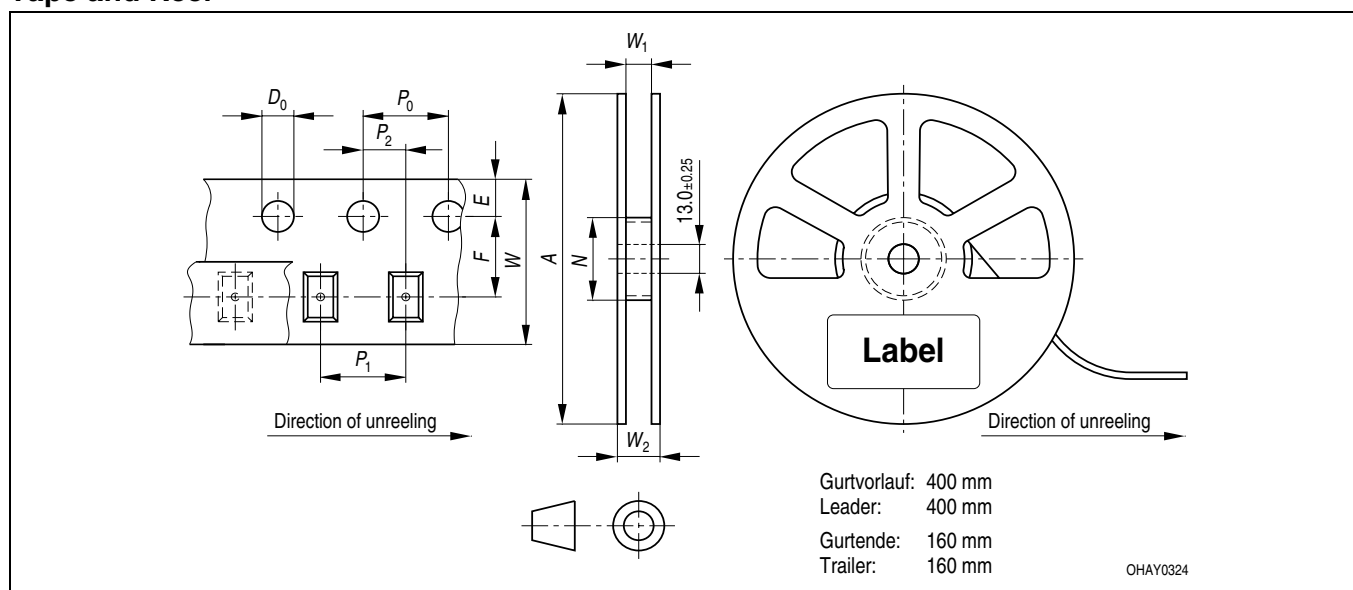 Tape and Reel
W1
D0
P0
P2
E
F
W
A
N
13.0±0.25
P1
W2
Label
Direction of unreeling
Direction of unreeling
Gurtvorlauf: 400 mm
Leader: 400 mm
Gurtende: 160 mm
Trailer: 160 mm
OHAY0324